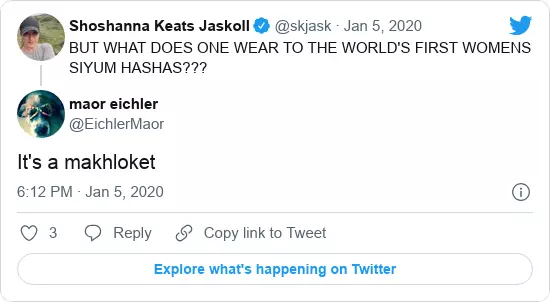 Shoshanna Keats Jaskoll @skjask · Jan 5, 2020
BUT WHAT DOES ONE WEAR TO THE WORLD'S FIRST WOMENS
SIYUM HASHAS???
maor eichler
@EichlerMaor
It's a makhloket
6:12 PM · Jan 5, 2020
3 Reply Copy link to Tweet
Explore what's happening on Twitter